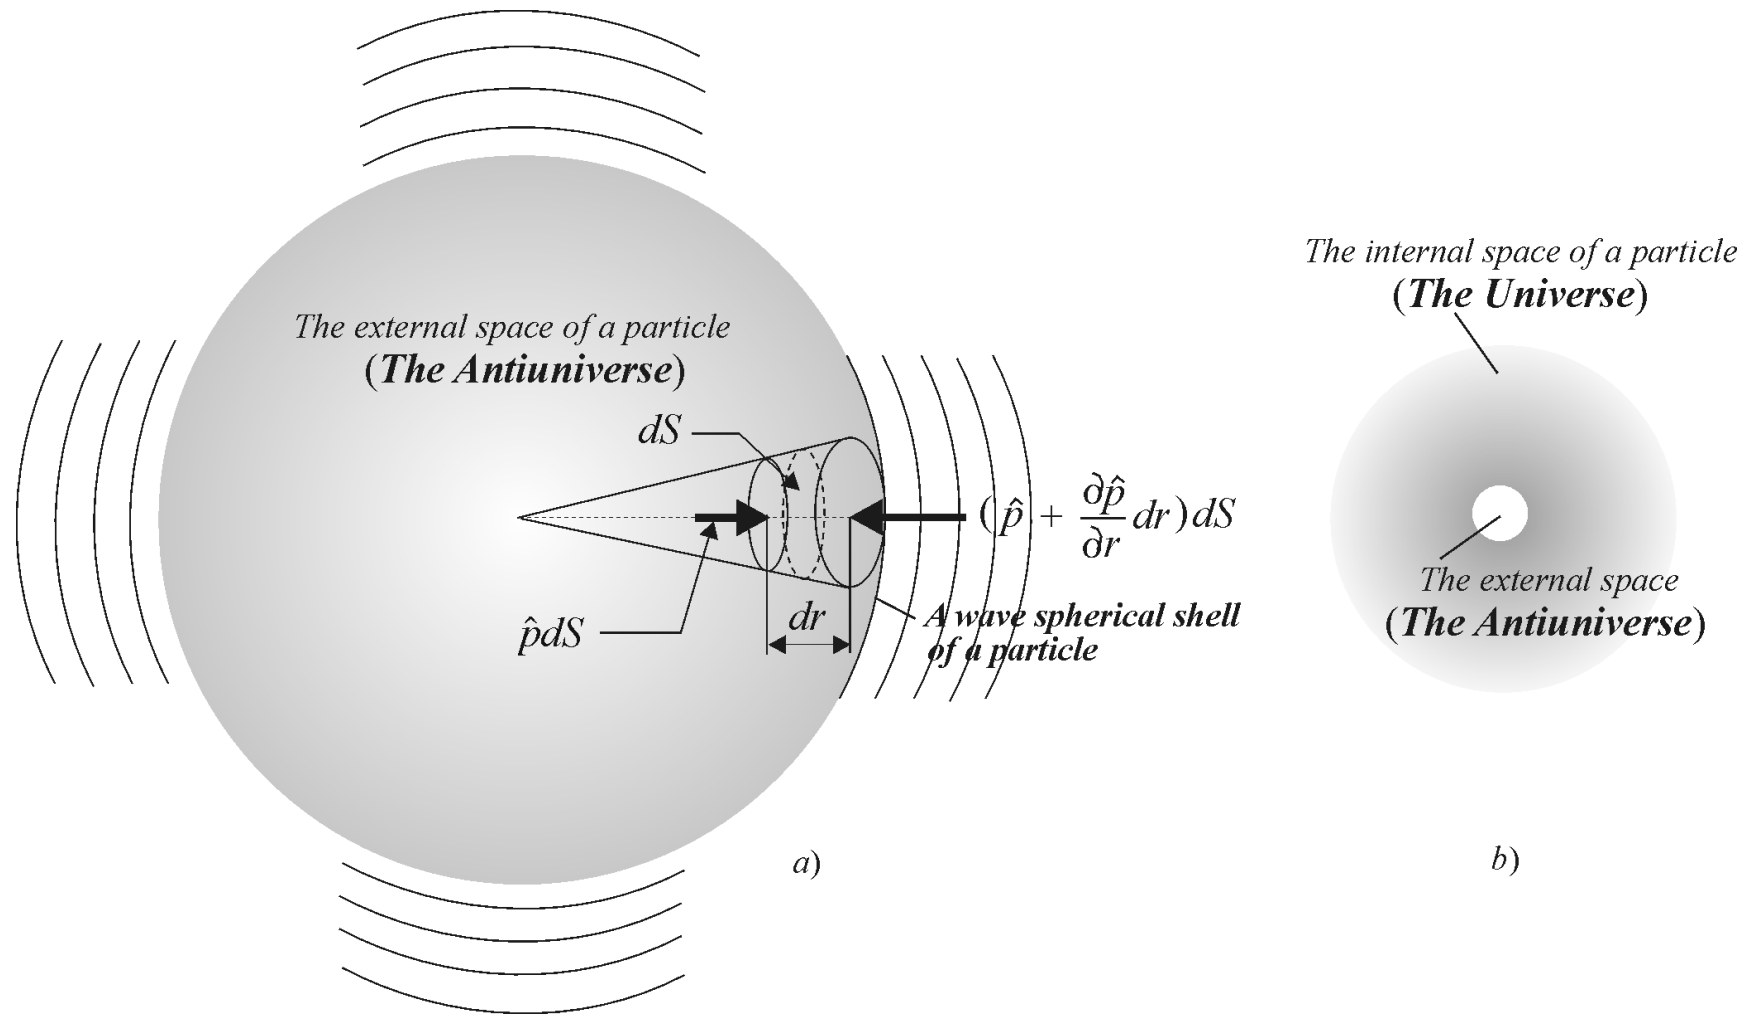 The external space of a particle
(The Antiuniverse)
dS
p̂dS
dr
(p̂ + ∂p̂/∂r dr)dS
A wave spherical shell
of a particle
a)
The internal space of a particle
(The Universe)
The external space
(The Antiuniverse)
b)